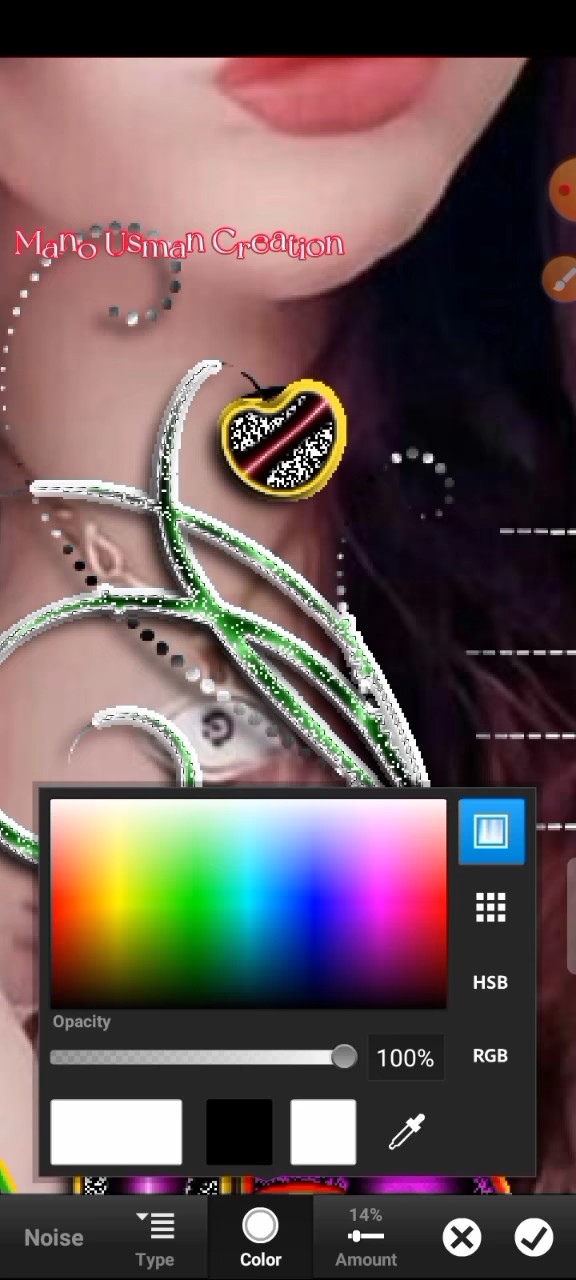 Mano Usman Creation
HSB
Opacity
100%
RGB
Noise
Type
Color
14%
Amount